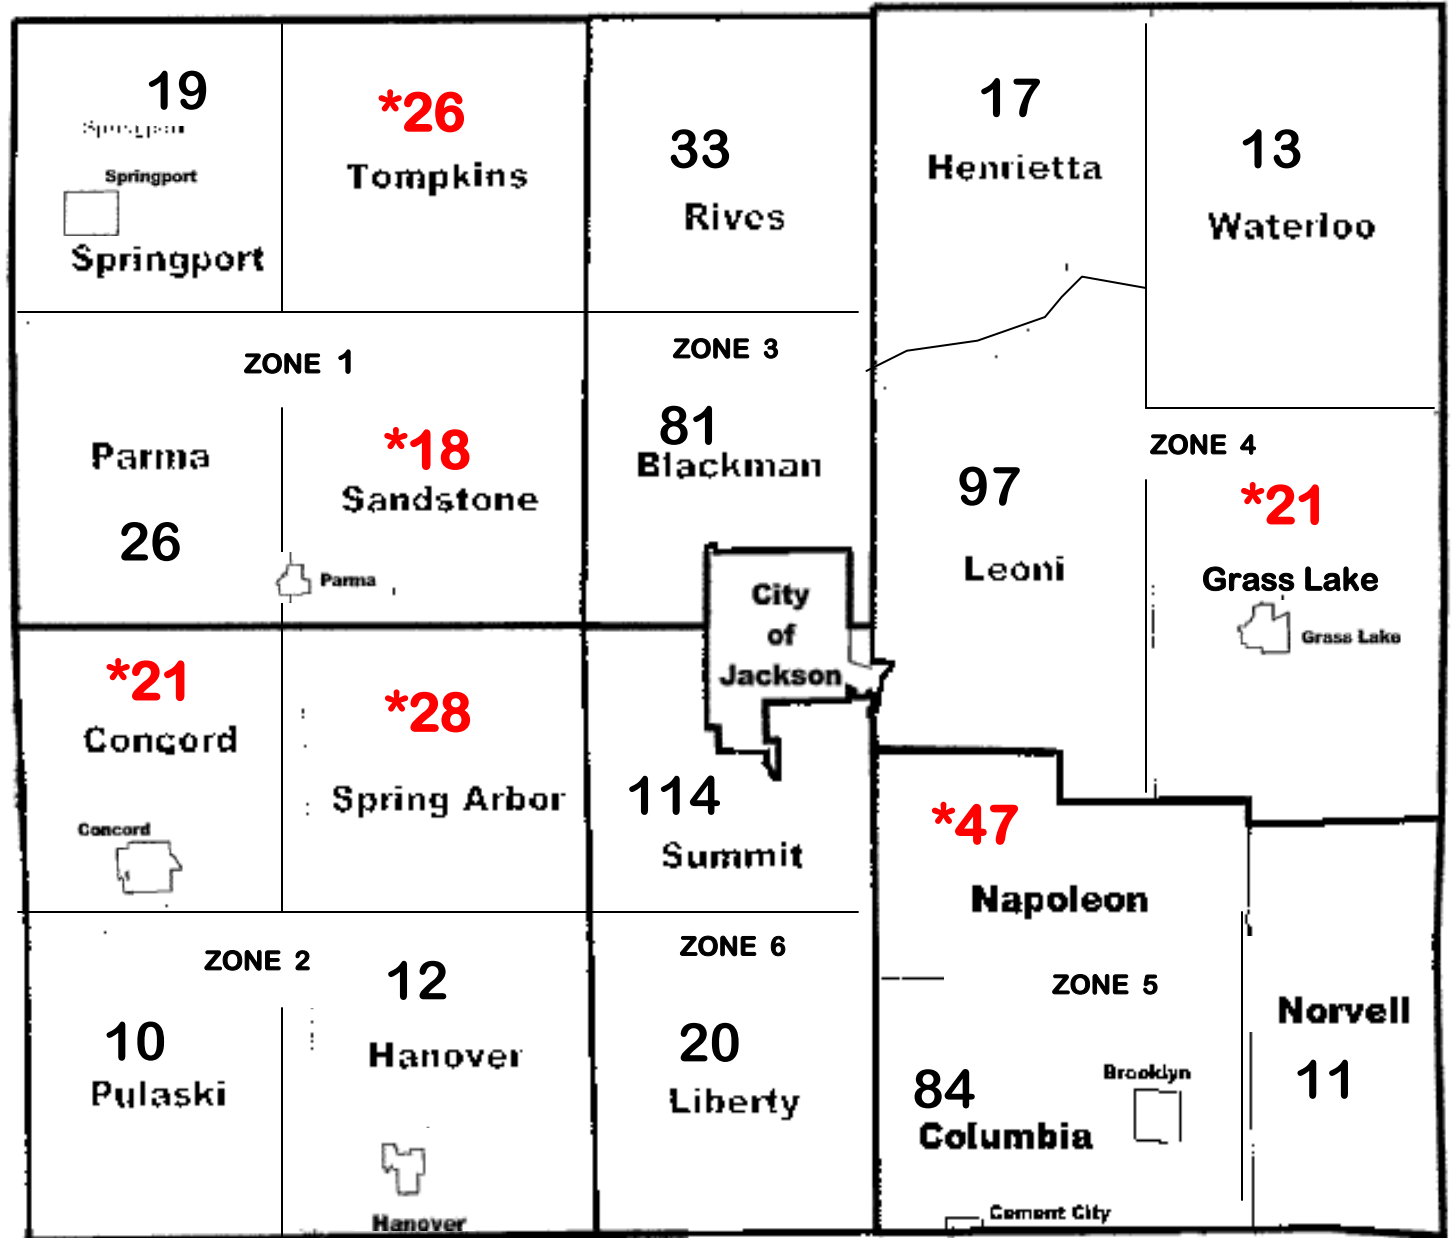 19
Springport
Springport
Springport
*26
Tompkins
33
Rives
17
Henrietta
13
Waterloo
ZONE 1
Parma
26
*18
Sandstone
Parma
ZONE 3
81
Blackman
City
of
Jackson
97
Leoni
ZONE 4
*21
Grass Lake
Grass Lake
*21
Concord
Concord
*28
Spring Arbor
114
Summit
*47
Napoleon
ZONE 2
10
Pulaski
12
Hanover
Hanover
ZONE 6
20
Liberty
ZONE 5
84
Columbia
Brooklyn
Cement City
Norvell
11